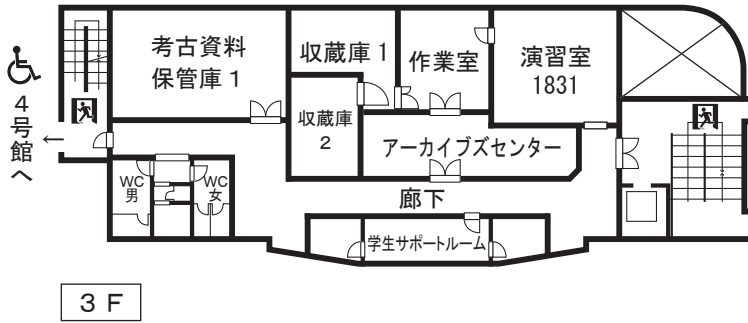 考古資料
保管庫1
収蔵庫1
作業室
演習室
1831
収蔵庫
2
アーカイブズセンター
4号館へ
←
WC
男
WC
女
廊下
学生サポートルーム
3F